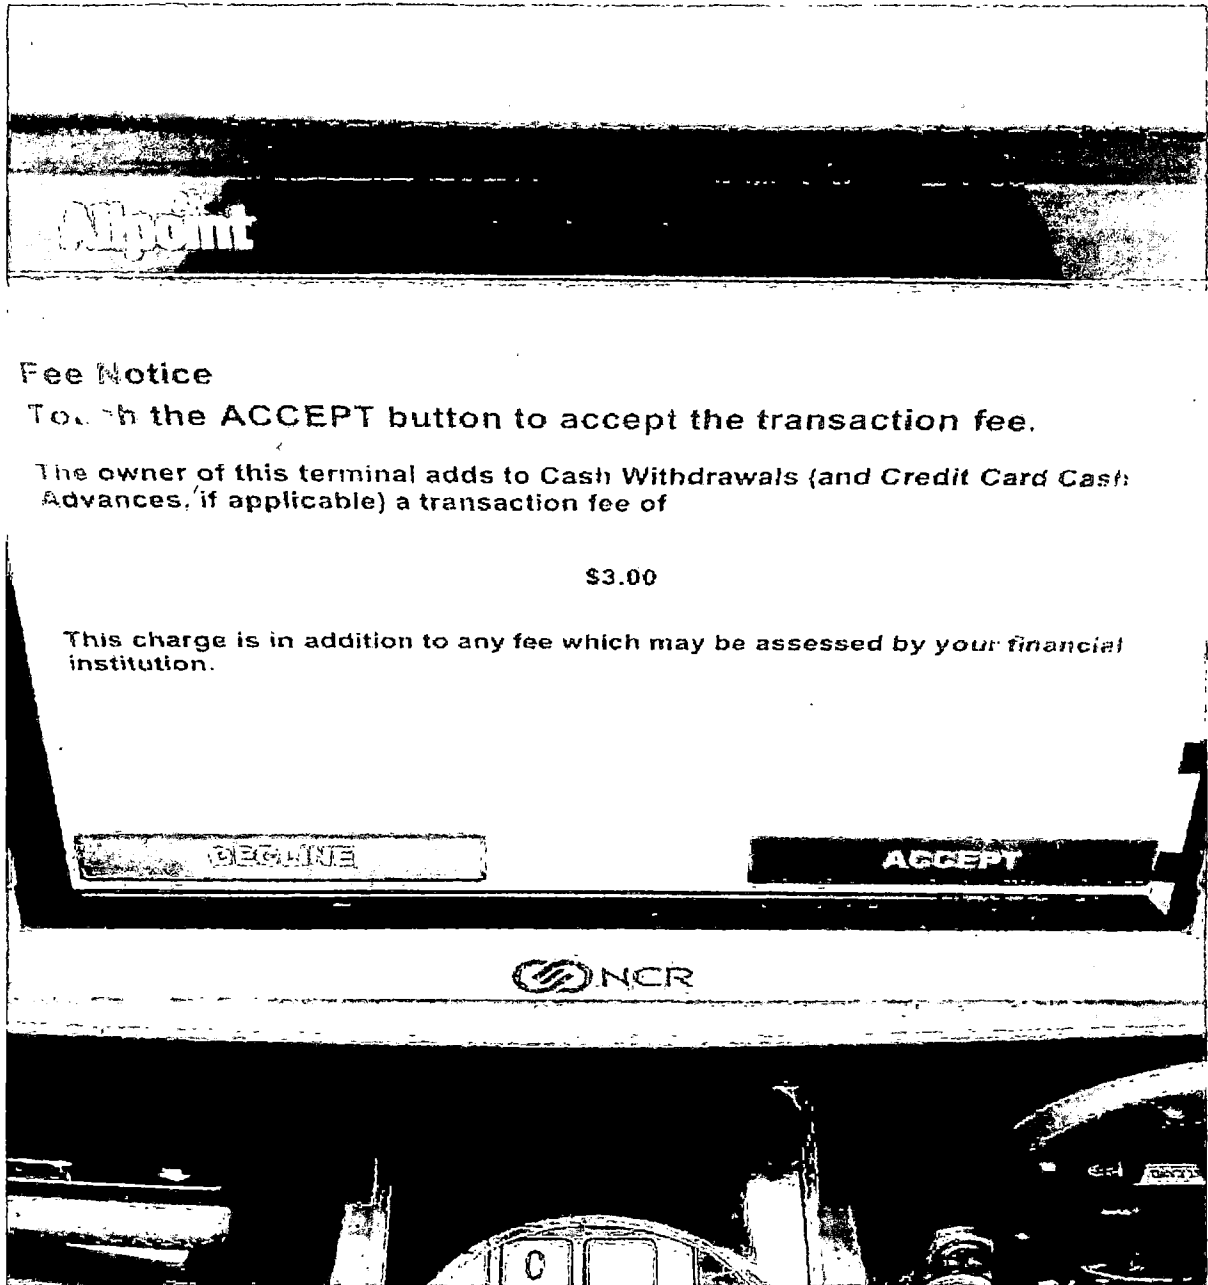 Allpoint
Fee Notice
Touch the ACCEPT button to accept the transaction fee.
The owner of this terminal adds to Cash Withdrawals (and Credit Card Cash
Advances, if applicable) a transaction fee of
$3.00
This charge is in addition to any fee which may be assessed by your financial
institution.
DECLINE
ACCEPT
NCR
C